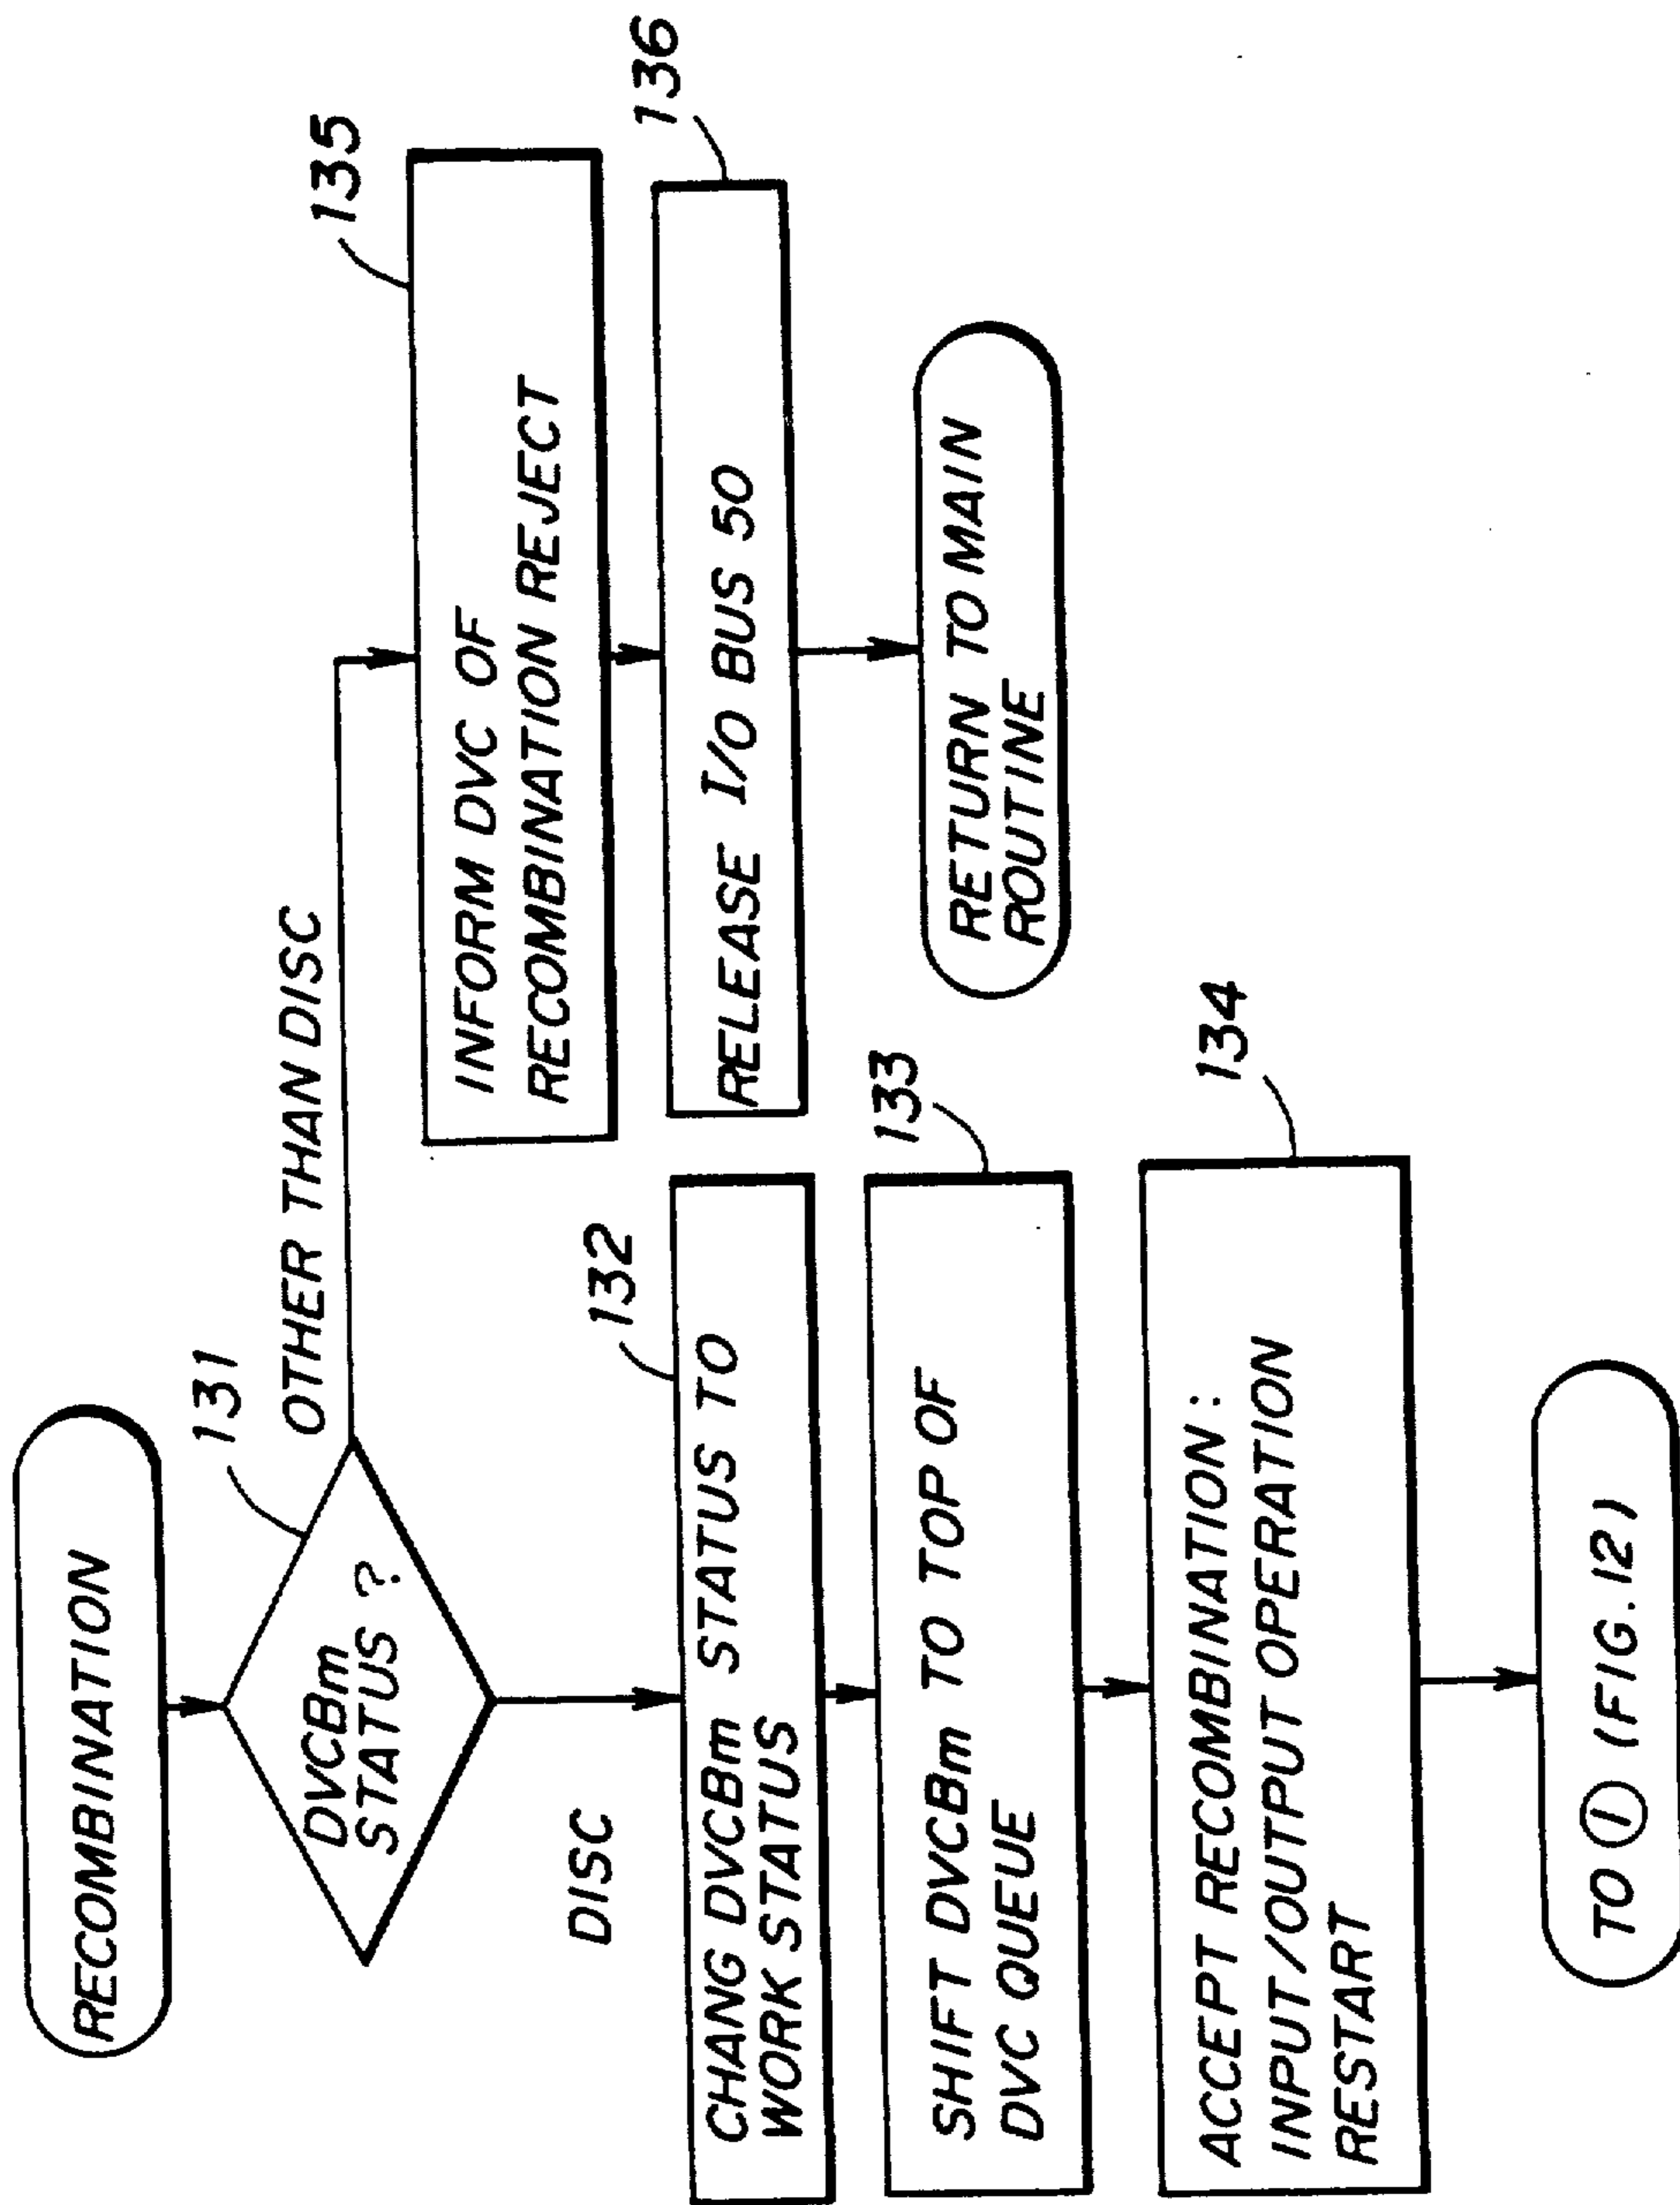 RECOMBINATION
131
DVCBm
STATUS ?
OTHER THAN DISC
DISC
132
CHANG DVCBm STATUS TO
WORK STATUS
133
SHIFT DVCBm TO TOP OF
DVC QUEUE
134
ACCEPT RECOMBINATION :
INPUT/OUTPUT OPERATION
RESTART
TO 1 (FIG. 12)
135
INFORM DVC OF
RECOMBINATION REJECT
136
RELEASE I/O BUS 50
RETURN TO MAIN
ROUTINE